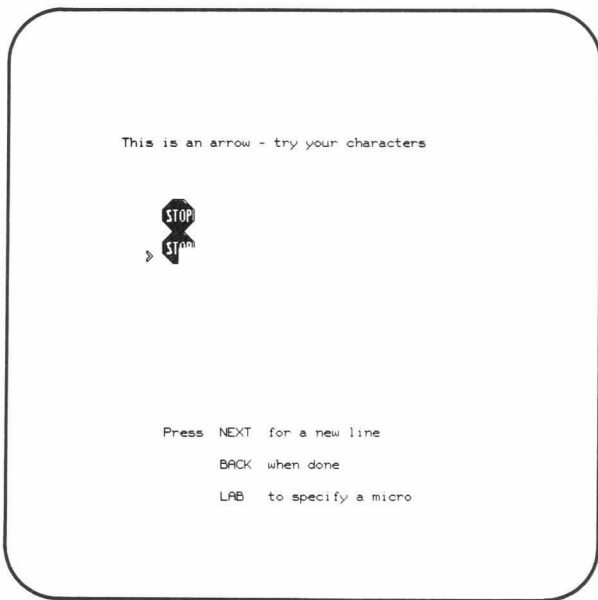 This is an arrow - try your characters
STOP
STOP
Press NEXT for a new line
BACK when done
LAB to specify a micro